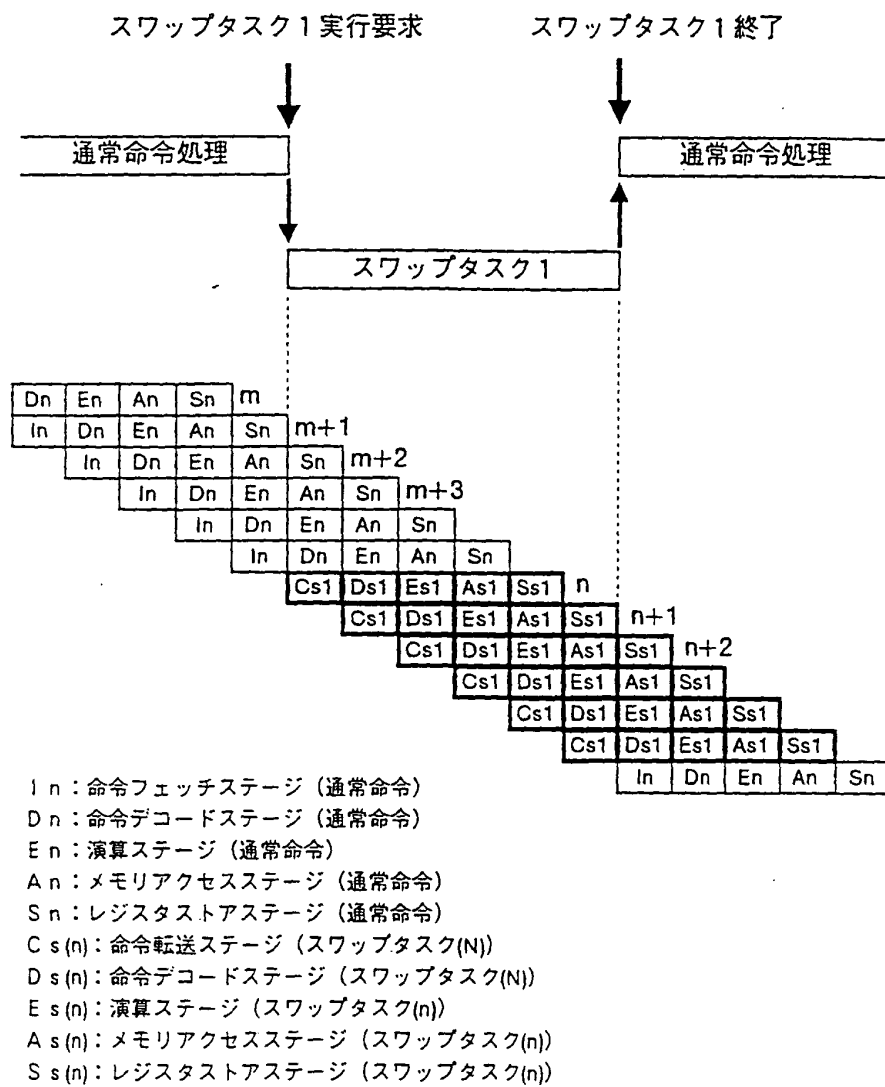 スワップタスク1実行要求 スワップタスク1終了
通常命令処理 通常命令処理
スワップタスク1
Dn En An Sn m
In Dn En An Sn m+1
In Dn En An Sn m+2
In Dn En An Sn m+3
In Dn En An Sn
In Dn En An Sn
Cs1 Ds1 Es1 As1 Ss1 n
Cs1 Ds1 Es1 As1 Ss1 n+1
Cs1 Ds1 Es1 As1 Ss1 n+2
Cs1 Ds1 Es1 As1 Ss1
Cs1 Ds1 Es1 As1 Ss1
Cs1 Ds1 Es1 As1 Ss1
In Dn En An Sn
In:命令フェッチステージ(通常命令)
Dn:命令デコードステージ(通常命令)
En:演算ステージ(通常命令)
An:メモリアクセスステージ(通常命令)
Sn:レジスタストアステージ(通常命令)
Cs(n):命令転送ステージ(スワップタスク(N))
Ds(n):命令デコードステージ(スワップタスク(N))
Es(n):演算ステージ(スワップタスク(n))
As(n):メモリアクセスステージ(スワップタスク(n))
Ss(n):レジスタストアステージ(スワップタスク(n))